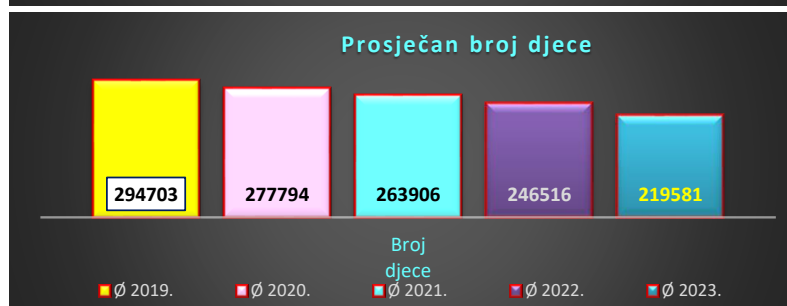 Prosječan broj djece
294703 277794 263906 246516 219581
Broj
djece
Ø 2019. Ø 2020. Ø 2021. Ø 2022. Ø 2023.